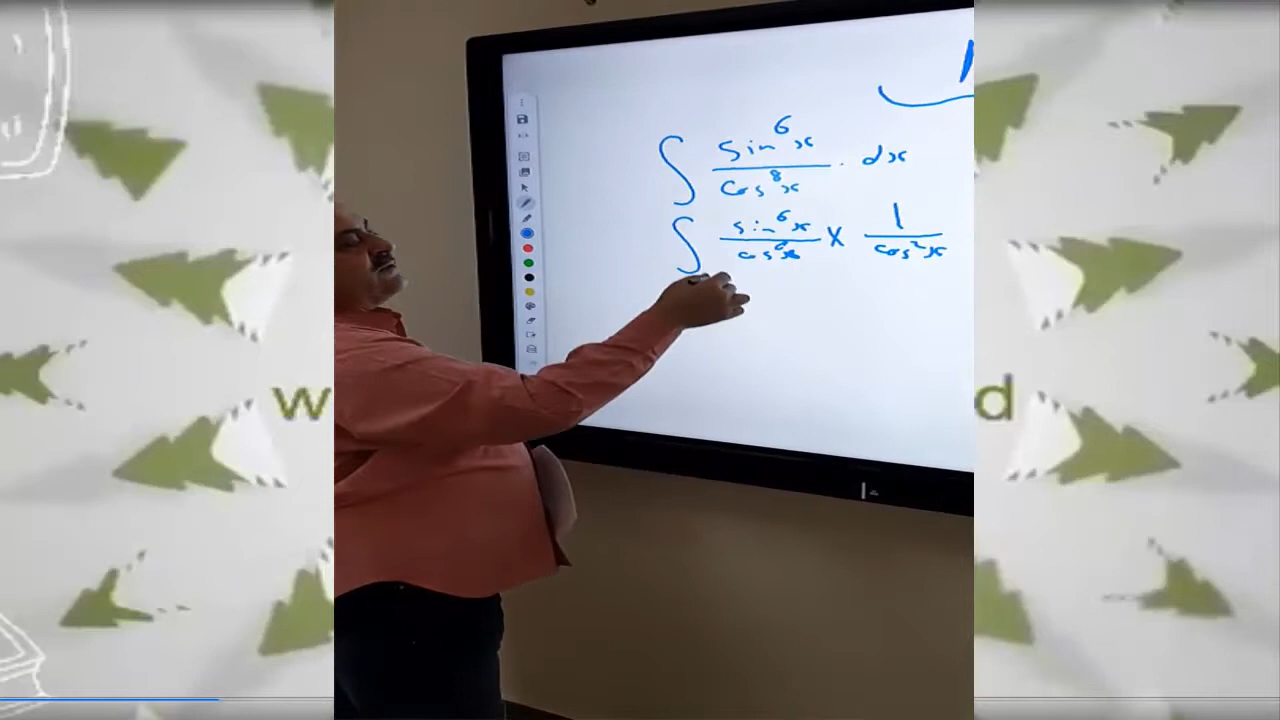 ∫ sin⁶x / cos⁸x . dx
∫ sin⁶x / cos⁶x × 1 / cos²x
w
d